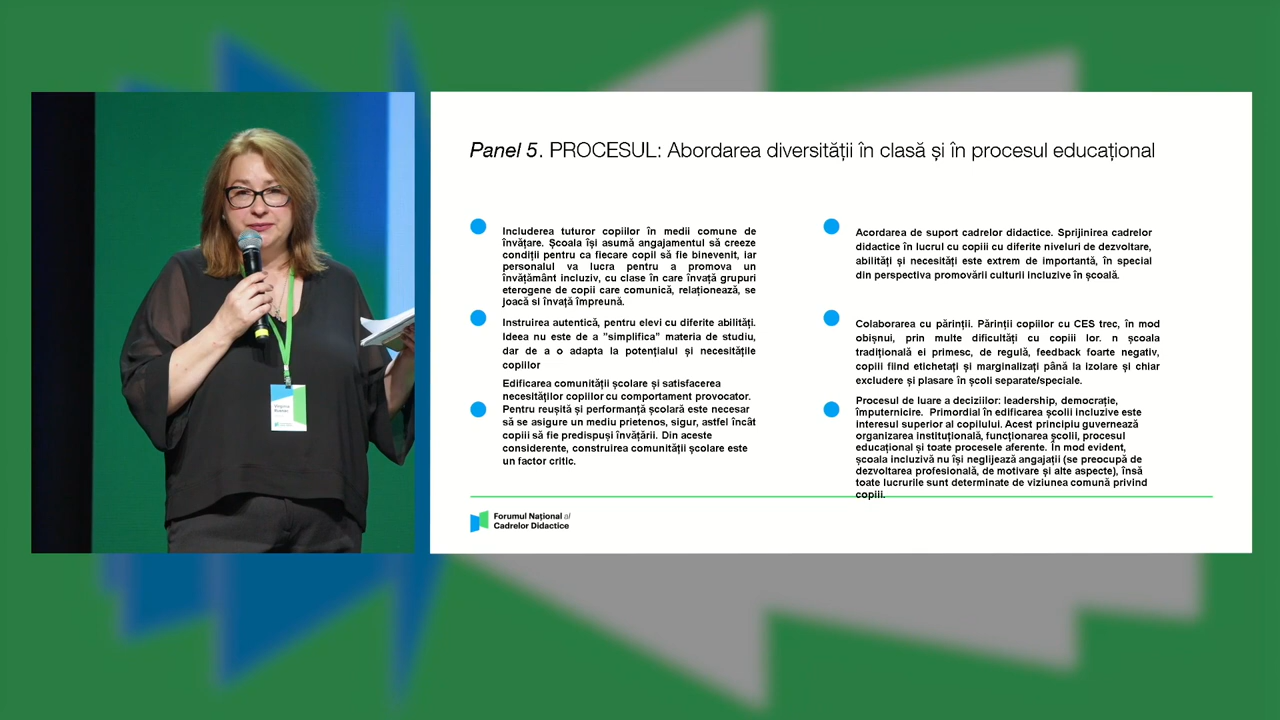 Panel 5. PROCESUL: Abordarea diversității în clasă și în procesul educațional
Includerea tuturor copiilor în medii comune de
învățare. Școala își asumă angajamentul să creeze
condiții pentru ca fiecare copil să fie binevenit, iar
personalul va lucra pentru a promova un
învățământ incluziv, cu clase în care învață grupuri
eterogene de copii care comunică, relaționează, se
joacă si învață împreună.
Instruirea autentică, pentru elevi cu diferite abilități.
Ideea nu este de a "simplifica" materia de studiu,
dar de a o adapta la potențialul și necesitățile
copiilor
Edificarea comunității școlare și satisfacerea
necesităților copiilor cu comportament provocator.
Pentru reușită și performanță școlară este necesar
să se asigure un mediu prietenos, sigur, astfel încât
copiii să fie predispuși învățării. Din aceste
considerente, construirea comunității școlare este
un factor critic.
Acordarea de suport cadrelor didactice. Sprijinirea cadrelor
didactice în lucrul cu copiii cu diferite niveluri de dezvoltare,
abilități și necesități este extrem de importantă, în special
din perspectiva promovării culturii incluzive în școală.
Colaborarea cu părinții. Părinții copiilor cu CES trec, în mod
obișnui, prin multe dificultăți cu copiii lor. n școala
tradițională ei primesc, de regulă, feedback foarte negativ,
copiii fiind etichetați și marginalizați până la izolare și chiar
excludere și plasare în școli separate/speciale.
Procesul de luare a deciziilor: leadership, democrație,
împuternicire. Primordial în edificarea școlii incluzive este
interesul superior al copilului. Acest principiu guvernează
organizarea instituțională, funcționarea școlii, procesul
educațional și toate procesele aferente. În mod evident,
școala incluzivă nu își neglijează angajații (se preocupă de
dezvoltarea profesională, de motivare și alte aspecte), însă
toate lucrurile sunt determinate de viziunea comună privind
copiii.
Forumul Național al
Cadrelor Didactice